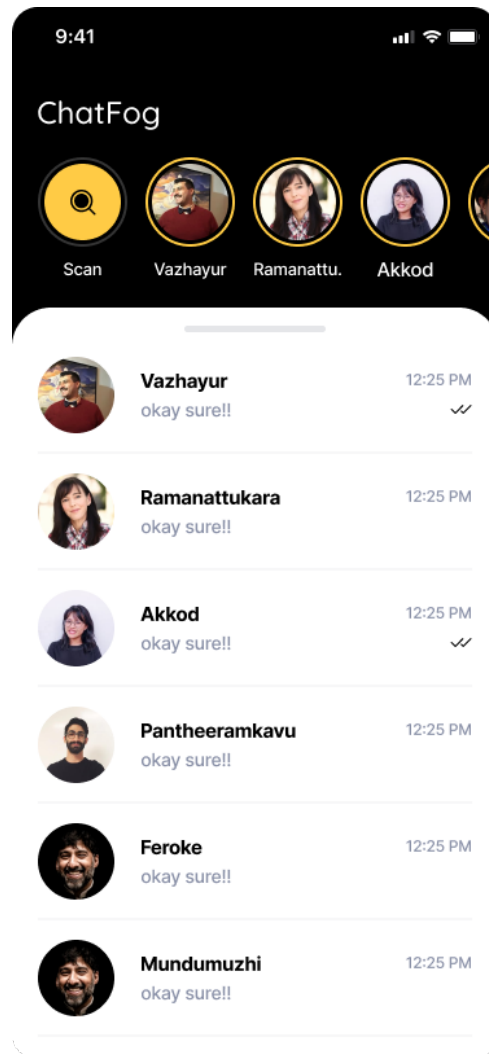 9:41
ChatFog
Scan
Vazhayur
Ramanattu.
Akkod
Vazhayur
12:25 PM
okay sure!!
Ramanattukara
12:25 PM
okay sure!!
Akkod
12:25 PM
okay sure!!
Pantheeramkavu
12:25 PM
okay sure!!
Feroke
12:25 PM
okay sure!!
Mundumuzhi
12:25 PM
okay sure!!